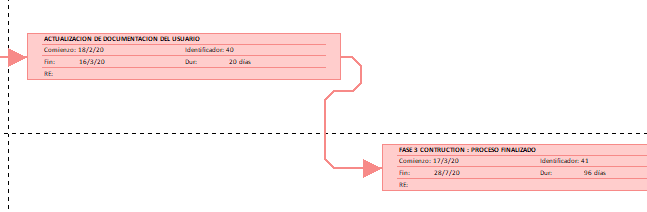 ACTUALIZACION DE DOCUMENTACION DEL USUARIO
Comienzo: 18/2/20 Identificador: 40
Fin: 16/3/20 Dur: 20 días
RE:
FASE 3 CONTRUCTION : PROCESO FINALIZADO
Comienzo: 17/3/20 Identificador: 41
Fin: 28/7/20 Dur: 96 días
RE: